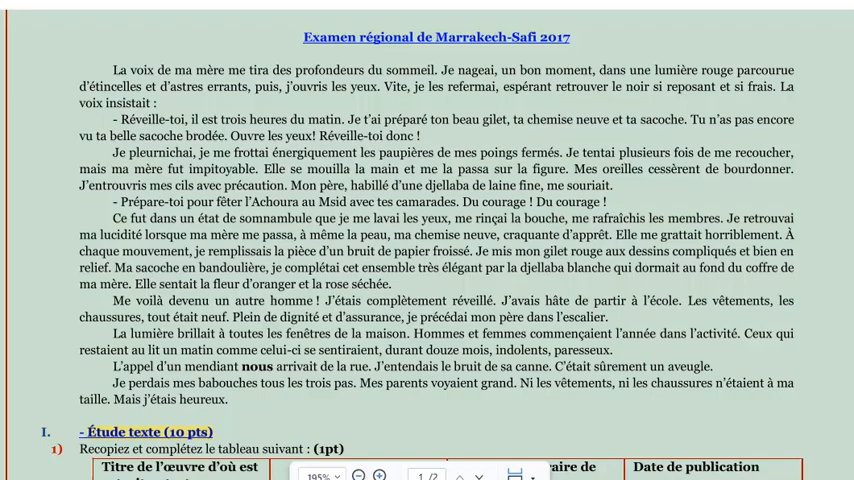 Examen régional de Marrakech-Safi 2017
La voix de ma mère me tira des profondeurs du sommeil. Je nageai, un bon moment, dans une lumière rouge parcourue
d'étincelles et d'astres errants, puis, j'ouvris les yeux. Vite, je les refermai, espérant retrouver le noir si reposant et si frais. La
voix insistait :
- Réveille-toi, il est trois heures du matin. Je t'ai préparé ton beau gilet, ta chemise neuve et ta sacoche. Tu n'as pas encore
vu ta belle sacoche brodée. Ouvre les yeux! Réveille-toi donc !
Je pleurnichai, je me frottai énergiquement les paupières de mes poings fermés. Je tentai plusieurs fois de me recoucher,
mais ma mère fut impitoyable. Elle se mouilla la main et me la passa sur la figure. Mes oreilles cessèrent de bourdonner.
J'entrouvris mes cils avec précaution. Mon père, habillé d'une djellaba de laine fine, me souriait.
- Prépare-toi pour fêter l'Achoura au Msid avec tes camarades. Du courage ! Du courage !
Ce fut dans un état de somnambule que je me lavai les yeux, me rinçai la bouche, me rafraîchis les membres. Je retrouvai
ma lucidité lorsque ma mère me passa, à même la peau, ma chemise neuve, craquante d'apprêt. Elle me grattait horriblement. À
chaque mouvement, je remplissais la pièce d'un bruit de papier froissé. Je mis mon gilet rouge aux dessins compliqués et bien en
relief. Ma sacoche en bandoulière, je complétai cet ensemble très élégant par la djellaba blanche qui dormait au fond du coffre de
ma mère. Elle sentait la fleur d'oranger et la rose séchée.
Me voilà devenu un autre homme ! J'étais complètement réveillé. J'avais hâte de partir à l'école. Les vêtements, les
chaussures, tout était neuf. Plein de dignité et d'assurance, je précédai mon père dans l'escalier.
La lumière brillait à toutes les fenêtres de la maison. Hommes et femmes commençaient l'année dans l'activité. Ceux qui
restaient au lit un matin comme celui-ci se sentiraient, durant douze mois, indolents, paresseux.
L'appel d'un mendiant nous arrivait de la rue. J'entendais le bruit de sa canne. C'était sûrement un aveugle.
Je perdais mes babouches tous les trois pas. Mes parents voyaient grand. Ni les vêtements, ni les chaussures n'étaient à ma
taille. Mais j'étais heureux.
I. - Étude texte (10 pts)
1) Recopiez et complétez le tableau suivant : (1pt)
Titre de l'œuvre d'où est aire de Date de publication
195% 1 /2